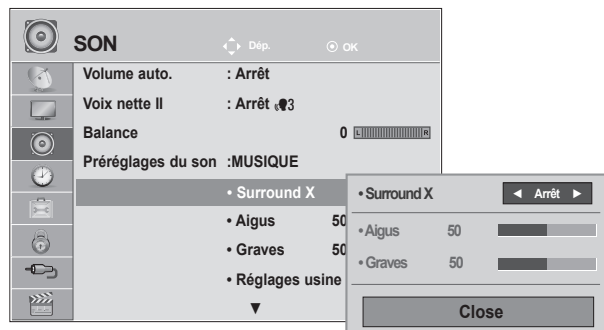 SON Dép. OK
Volume auto. : Arrêt
Voix nette II : Arrêt 3
Balance 0 L R
Préréglages du son :MUSIQUE
• Surround X
• Aigus 50
• Graves 50
• Réglages usine
▼
• Surround X ◄ Arrêt ►
• Aigus 50
• Graves 50
Close